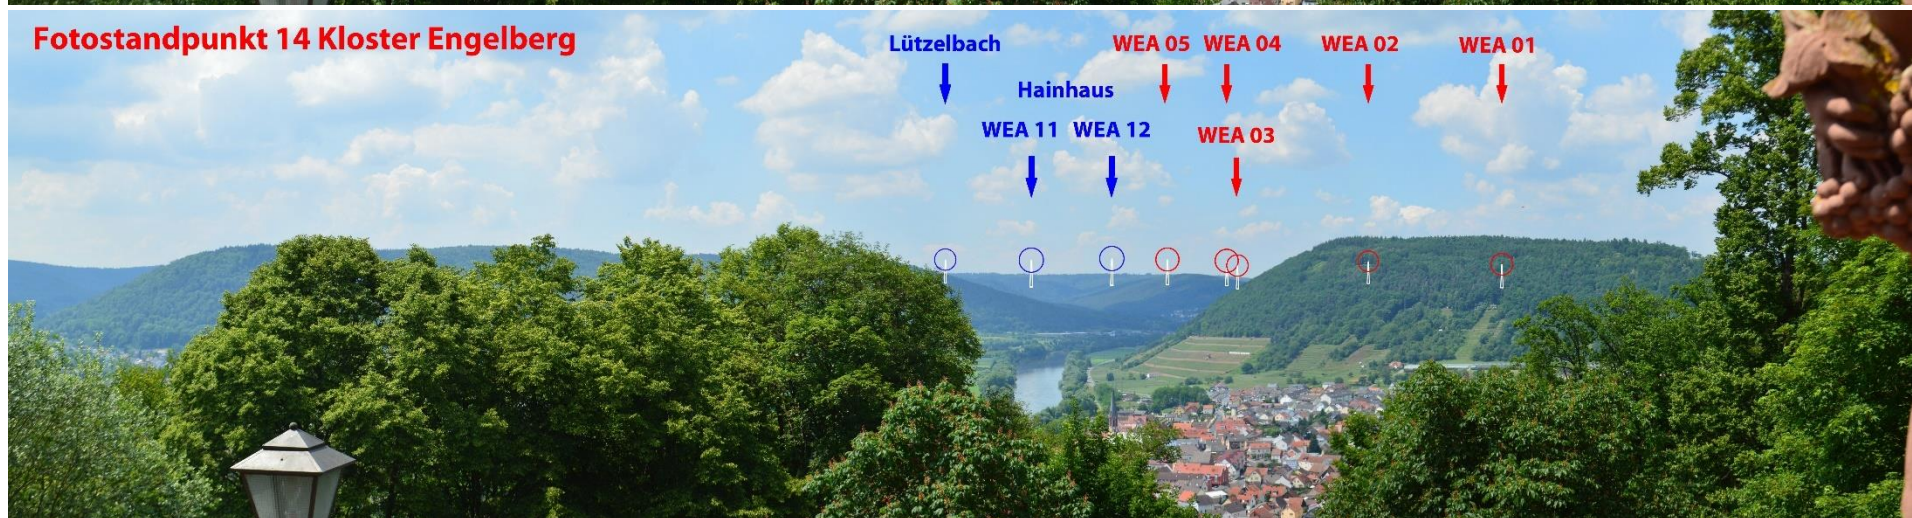 Fotostandpunkt 14 Kloster Engelberg
Lützelbach
WEA 05 WEA 04 WEA 02 WEA 01
Hainhaus
WEA 11 WEA 12
WEA 03